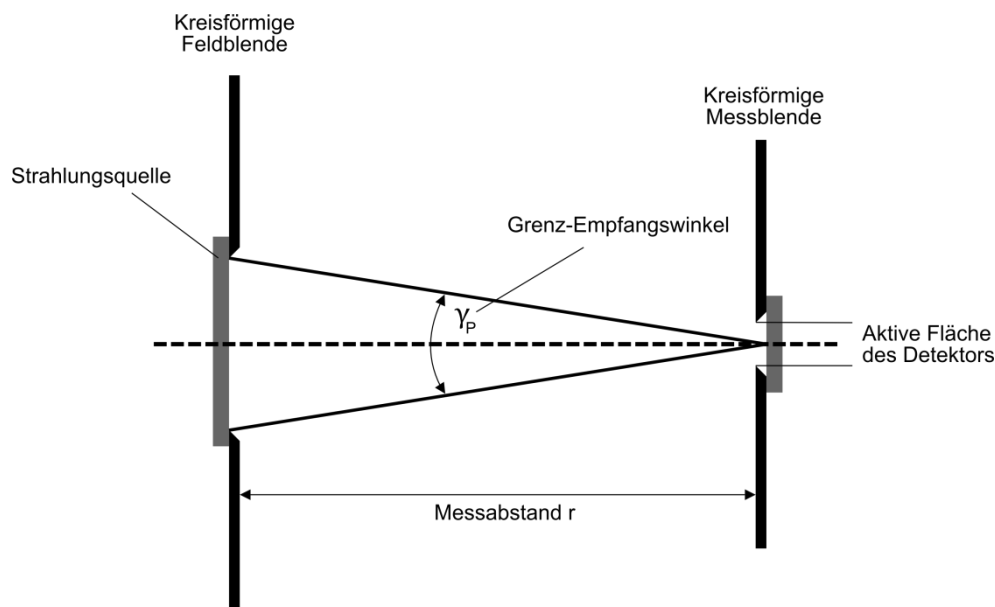 Kreisförmige
Feldblende
Kreisförmige
Messblende
Strahlungsquelle
Grenz-Empfangswinkel
γP
Aktive Fläche
des Detektors
Messabstand r